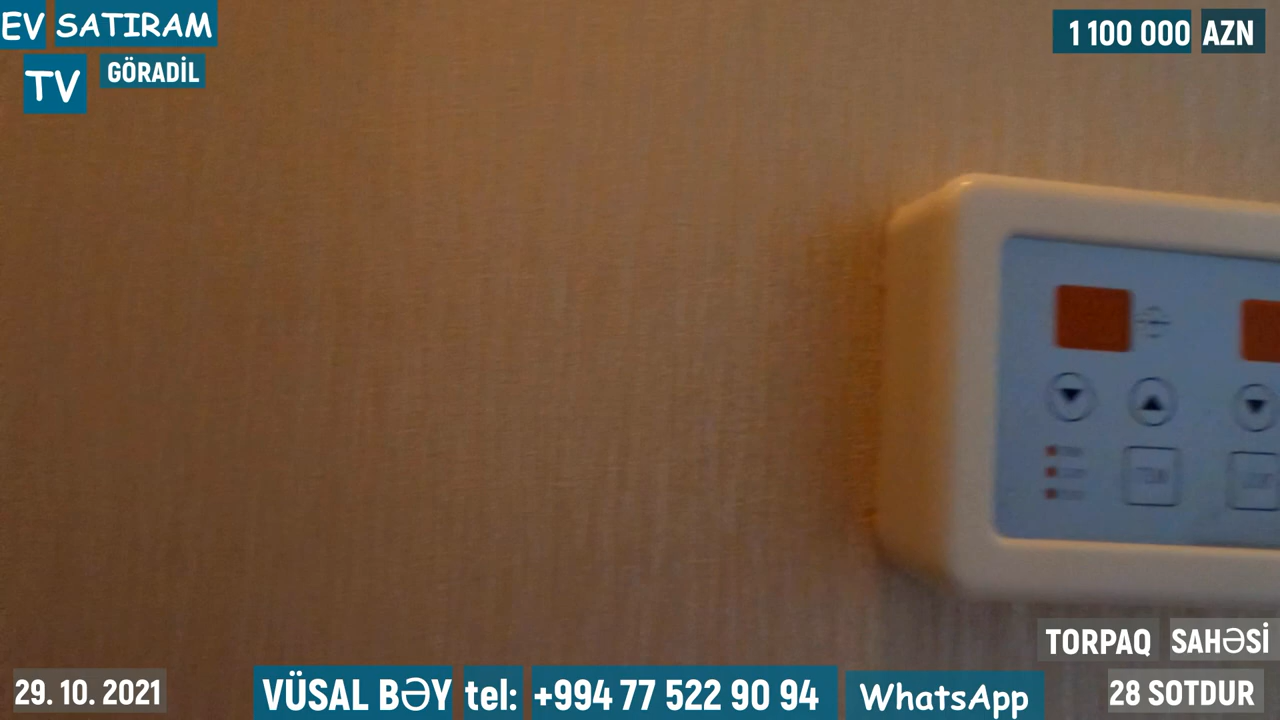 EV SATIRAM
TV GÖRADİL
1 100 000 AZN
TORPAQ SAHƏSİ
28 SOTDUR
29. 10. 2021
VÜSAL BƏY tel: +994 77 522 90 94 WhatsApp